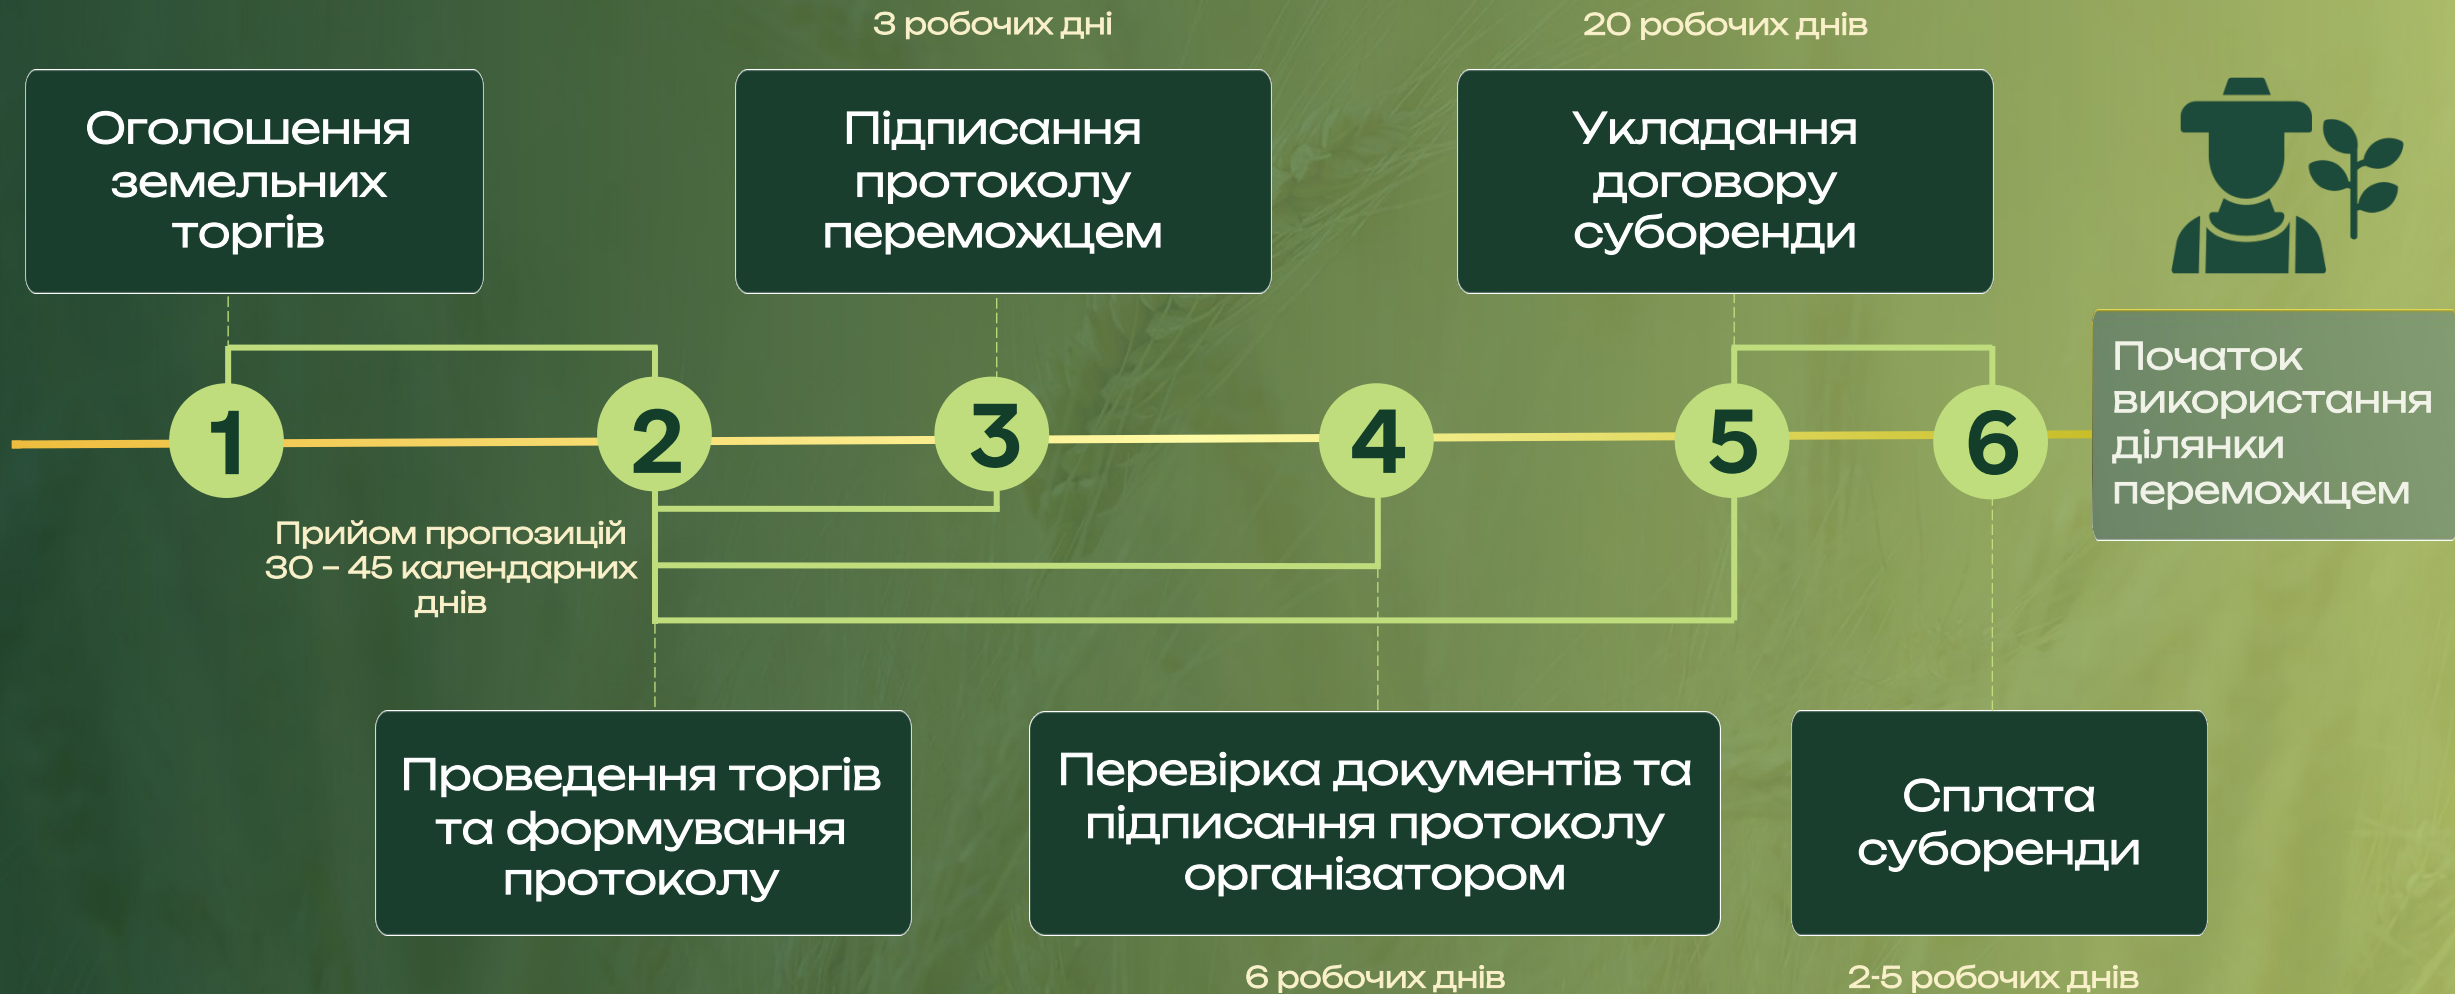 3 робочих дні
20 робочих днів
Оголошення
земельних
торгів
Підписання
протоколу
переможцем
Укладання
договору
суборенди
1
2
3
4
5
6
Початок
використання
ділянки
переможцем
Прийом пропозицій
30 – 45 календарних
днів
Проведення торгів
та формування
протоколу
Перевірка документів та
підписання протоколу
організатором
Сплата
суборенди
6 робочих днів
2-5 робочих днів